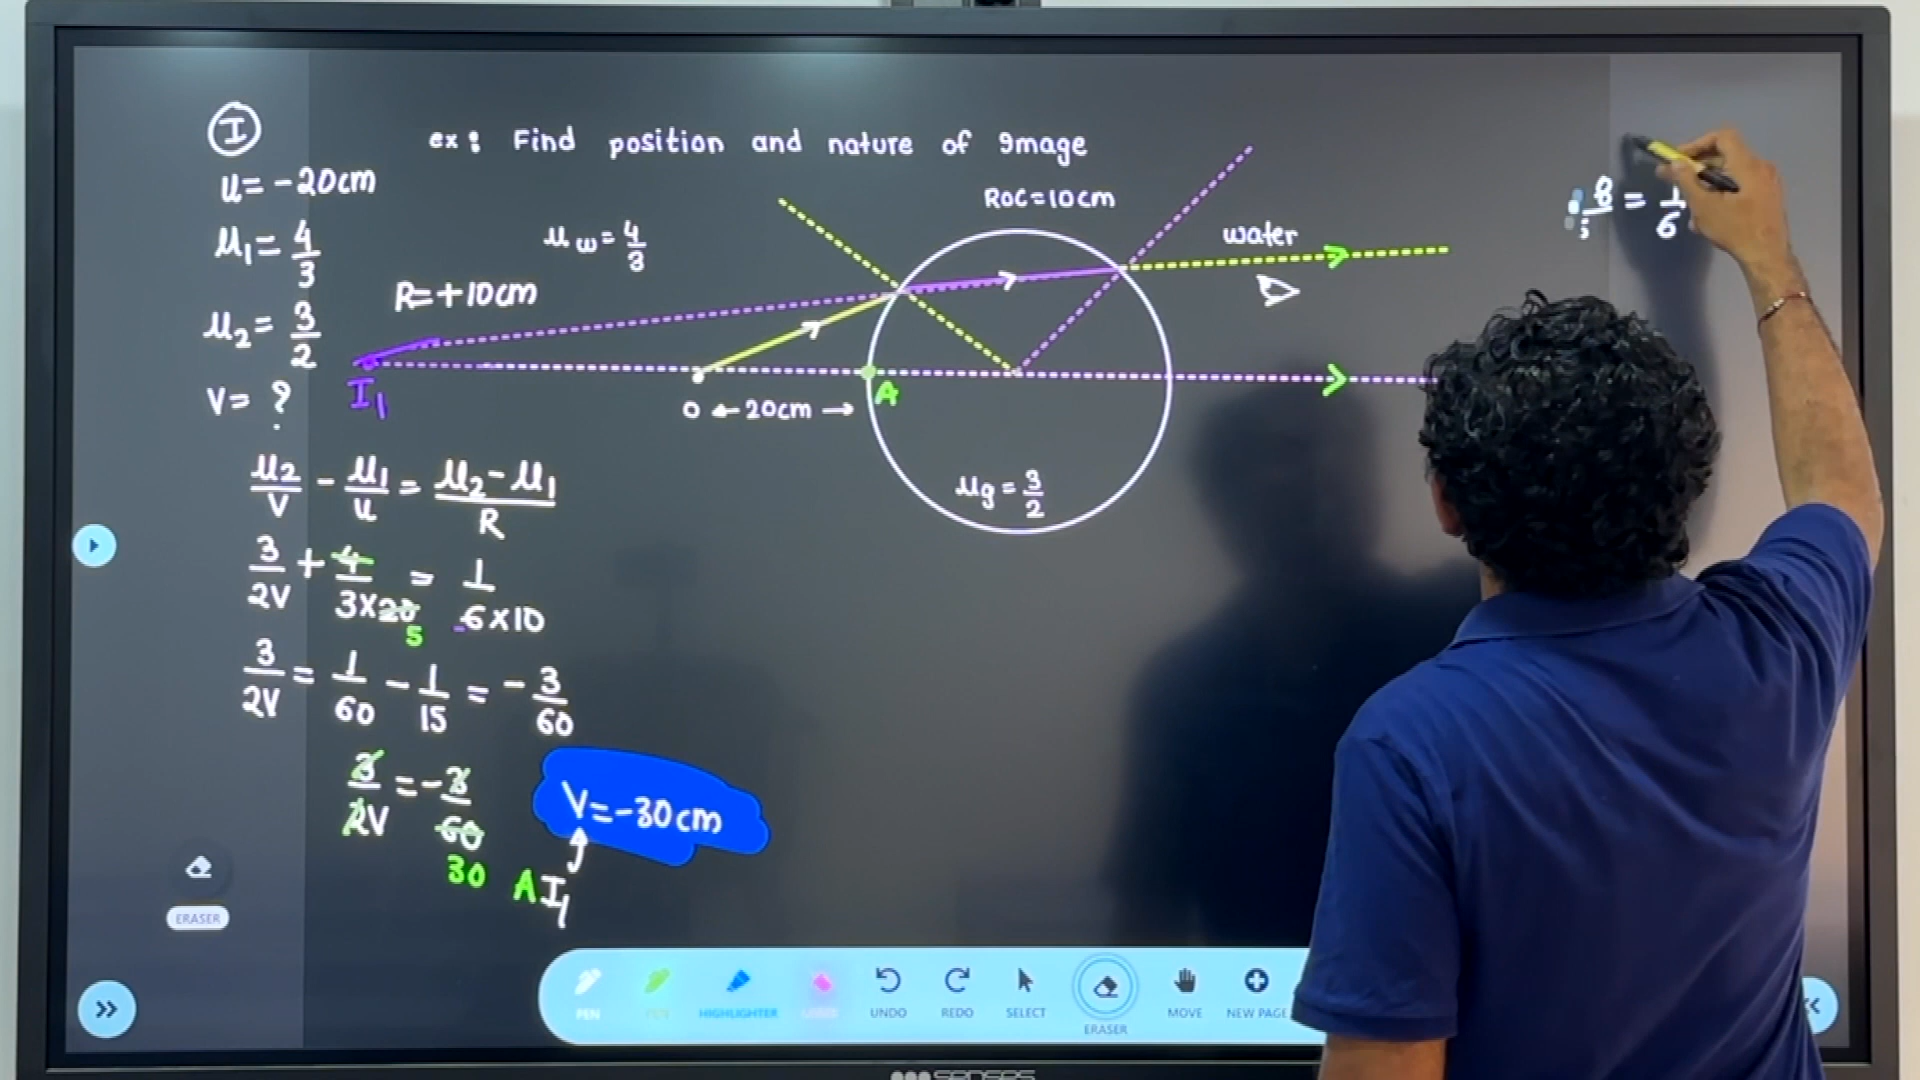 I
u = -20cm
μ1 = 4/3
μ2 = 3/2
V = ?
μ2/V - μ1/u = μ2 - μ1/R
3/2V + 4/3×20 = 1/6×10
5
3/2V = 1/60 - 1/15 = - 3/60
3/2V = - 3/60
30
V = -30cm
A I1
ex: Find position and nature of Image
ROC = 10cm
μw = 4/3
water
R = +10cm
I1
O ← 20cm →
A
μg = 3/2
8 = 1/6
ERASER
PEN
PEN
HIGHLIGHTER
UNDO
REDO
SELECT
ERASER
MOVE
NEW PAGE
senses